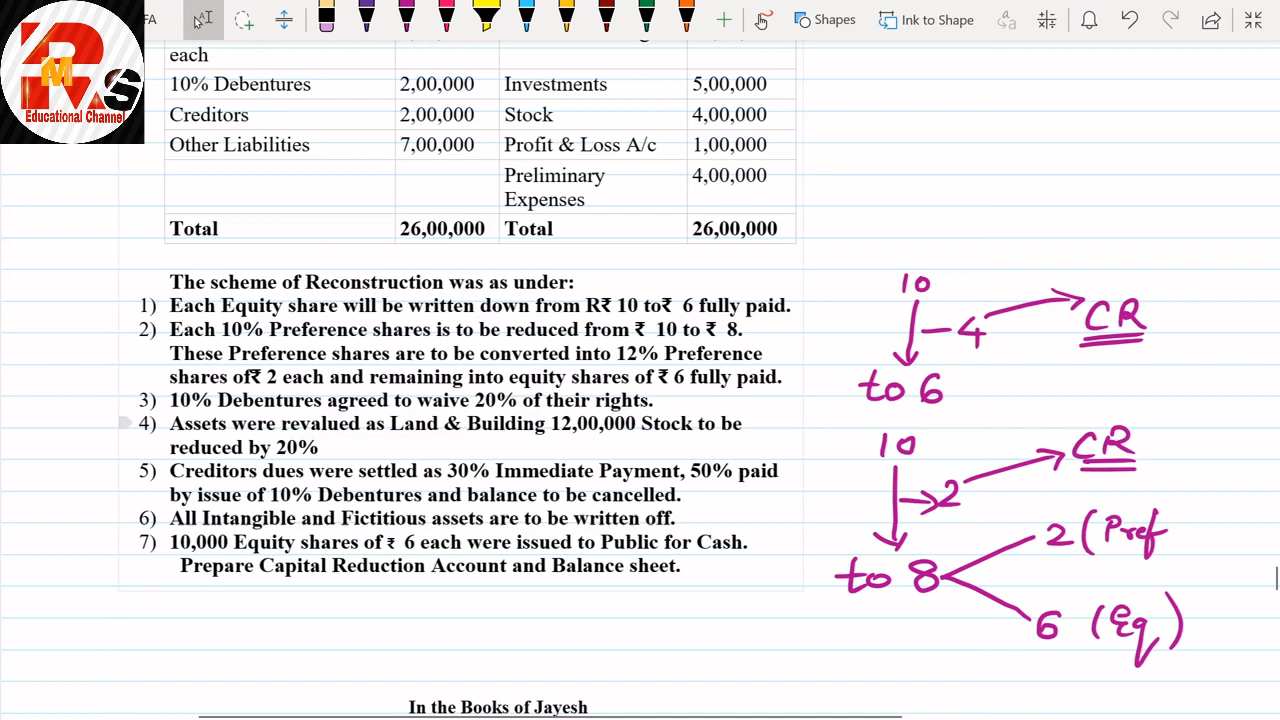 FA
Shapes
Ink to Shape
R
M
S
Educational Channel
each
10% Debentures 2,00,000 Investments 5,00,000
Creditors 2,00,000 Stock 4,00,000
Other Liabilities 7,00,000 Profit & Loss A/c 1,00,000
Preliminary 4,00,000
Expenses
Total 26,00,000 Total 26,00,000
The scheme of Reconstruction was as under:
1) Each Equity share will be written down from R₹ 10 to₹ 6 fully paid.
2) Each 10% Preference shares is to be reduced from ₹ 10 to ₹ 8.
These Preference shares are to be converted into 12% Preference
shares of₹ 2 each and remaining into equity shares of ₹ 6 fully paid.
3) 10% Debentures agreed to waive 20% of their rights.
4) Assets were revalued as Land & Building 12,00,000 Stock to be
reduced by 20%
5) Creditors dues were settled as 30% Immediate Payment, 50% paid
by issue of 10% Debentures and balance to be cancelled.
6) All Intangible and Fictitious assets are to be written off.
7) 10,000 Equity shares of ₹ 6 each were issued to Public for Cash.
Prepare Capital Reduction Account and Balance sheet.
10
4 CR
to 6
10 CR
2
2 (Pref
to 8
6 (Eq)
In the Books of Jayesh